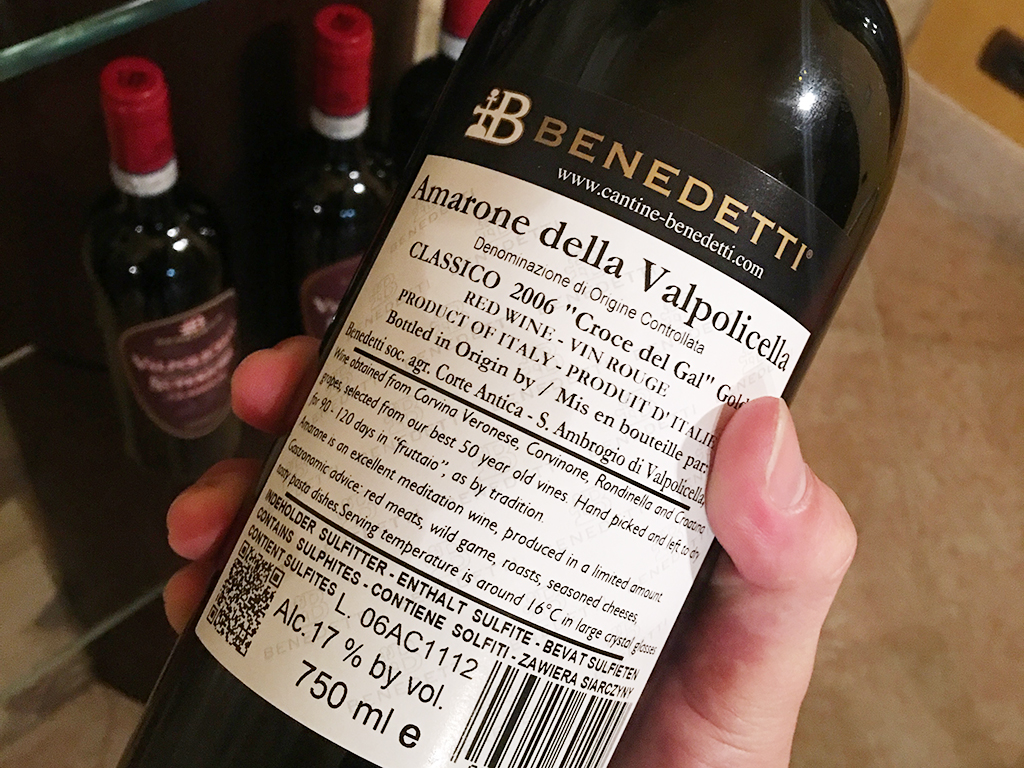 B BENEDETTI®
www.cantine-benedetti.com
Amarone della Valpolicella
Denominazione di Origine Controllata
CLASSICO 2006 "Croce del Gal" Gold
RED WINE - VIN ROUGE
PRODUCT OF ITALY - PRODUIT D'ITALIE
Bottled in Origin by / Mis en bouteille par:
Benedetti soc. agr. Corte Antica - S. Ambrogio di Valpolicella
Wine obtained from Corvina Veronese, Corvinone, Rondinella and Croatina
grapes, selected from our best 50 year old vines. Hand picked and left to dry
for 90 - 120 days in "fruttaio", as by tradition.
Amarone is an excellent meditation wine, produced in a limited amount.
Gastronomic advice: red meats, wild game, roasts, seasoned cheeses,
tasty pasta dishes. Serving temperature is around 16°C in large crystal glasses
INDEHOLDER SULFITTER - ENTHALT SULFITE - BEVAT SULFIETEN
CONTAINS SULPHITES - CONTIENE SOLFITI - ZAWIERA SIARCZYNY
CONTENT SULFITES
L. 06AC1112
Alc. 17 % by vol.
750 ml e